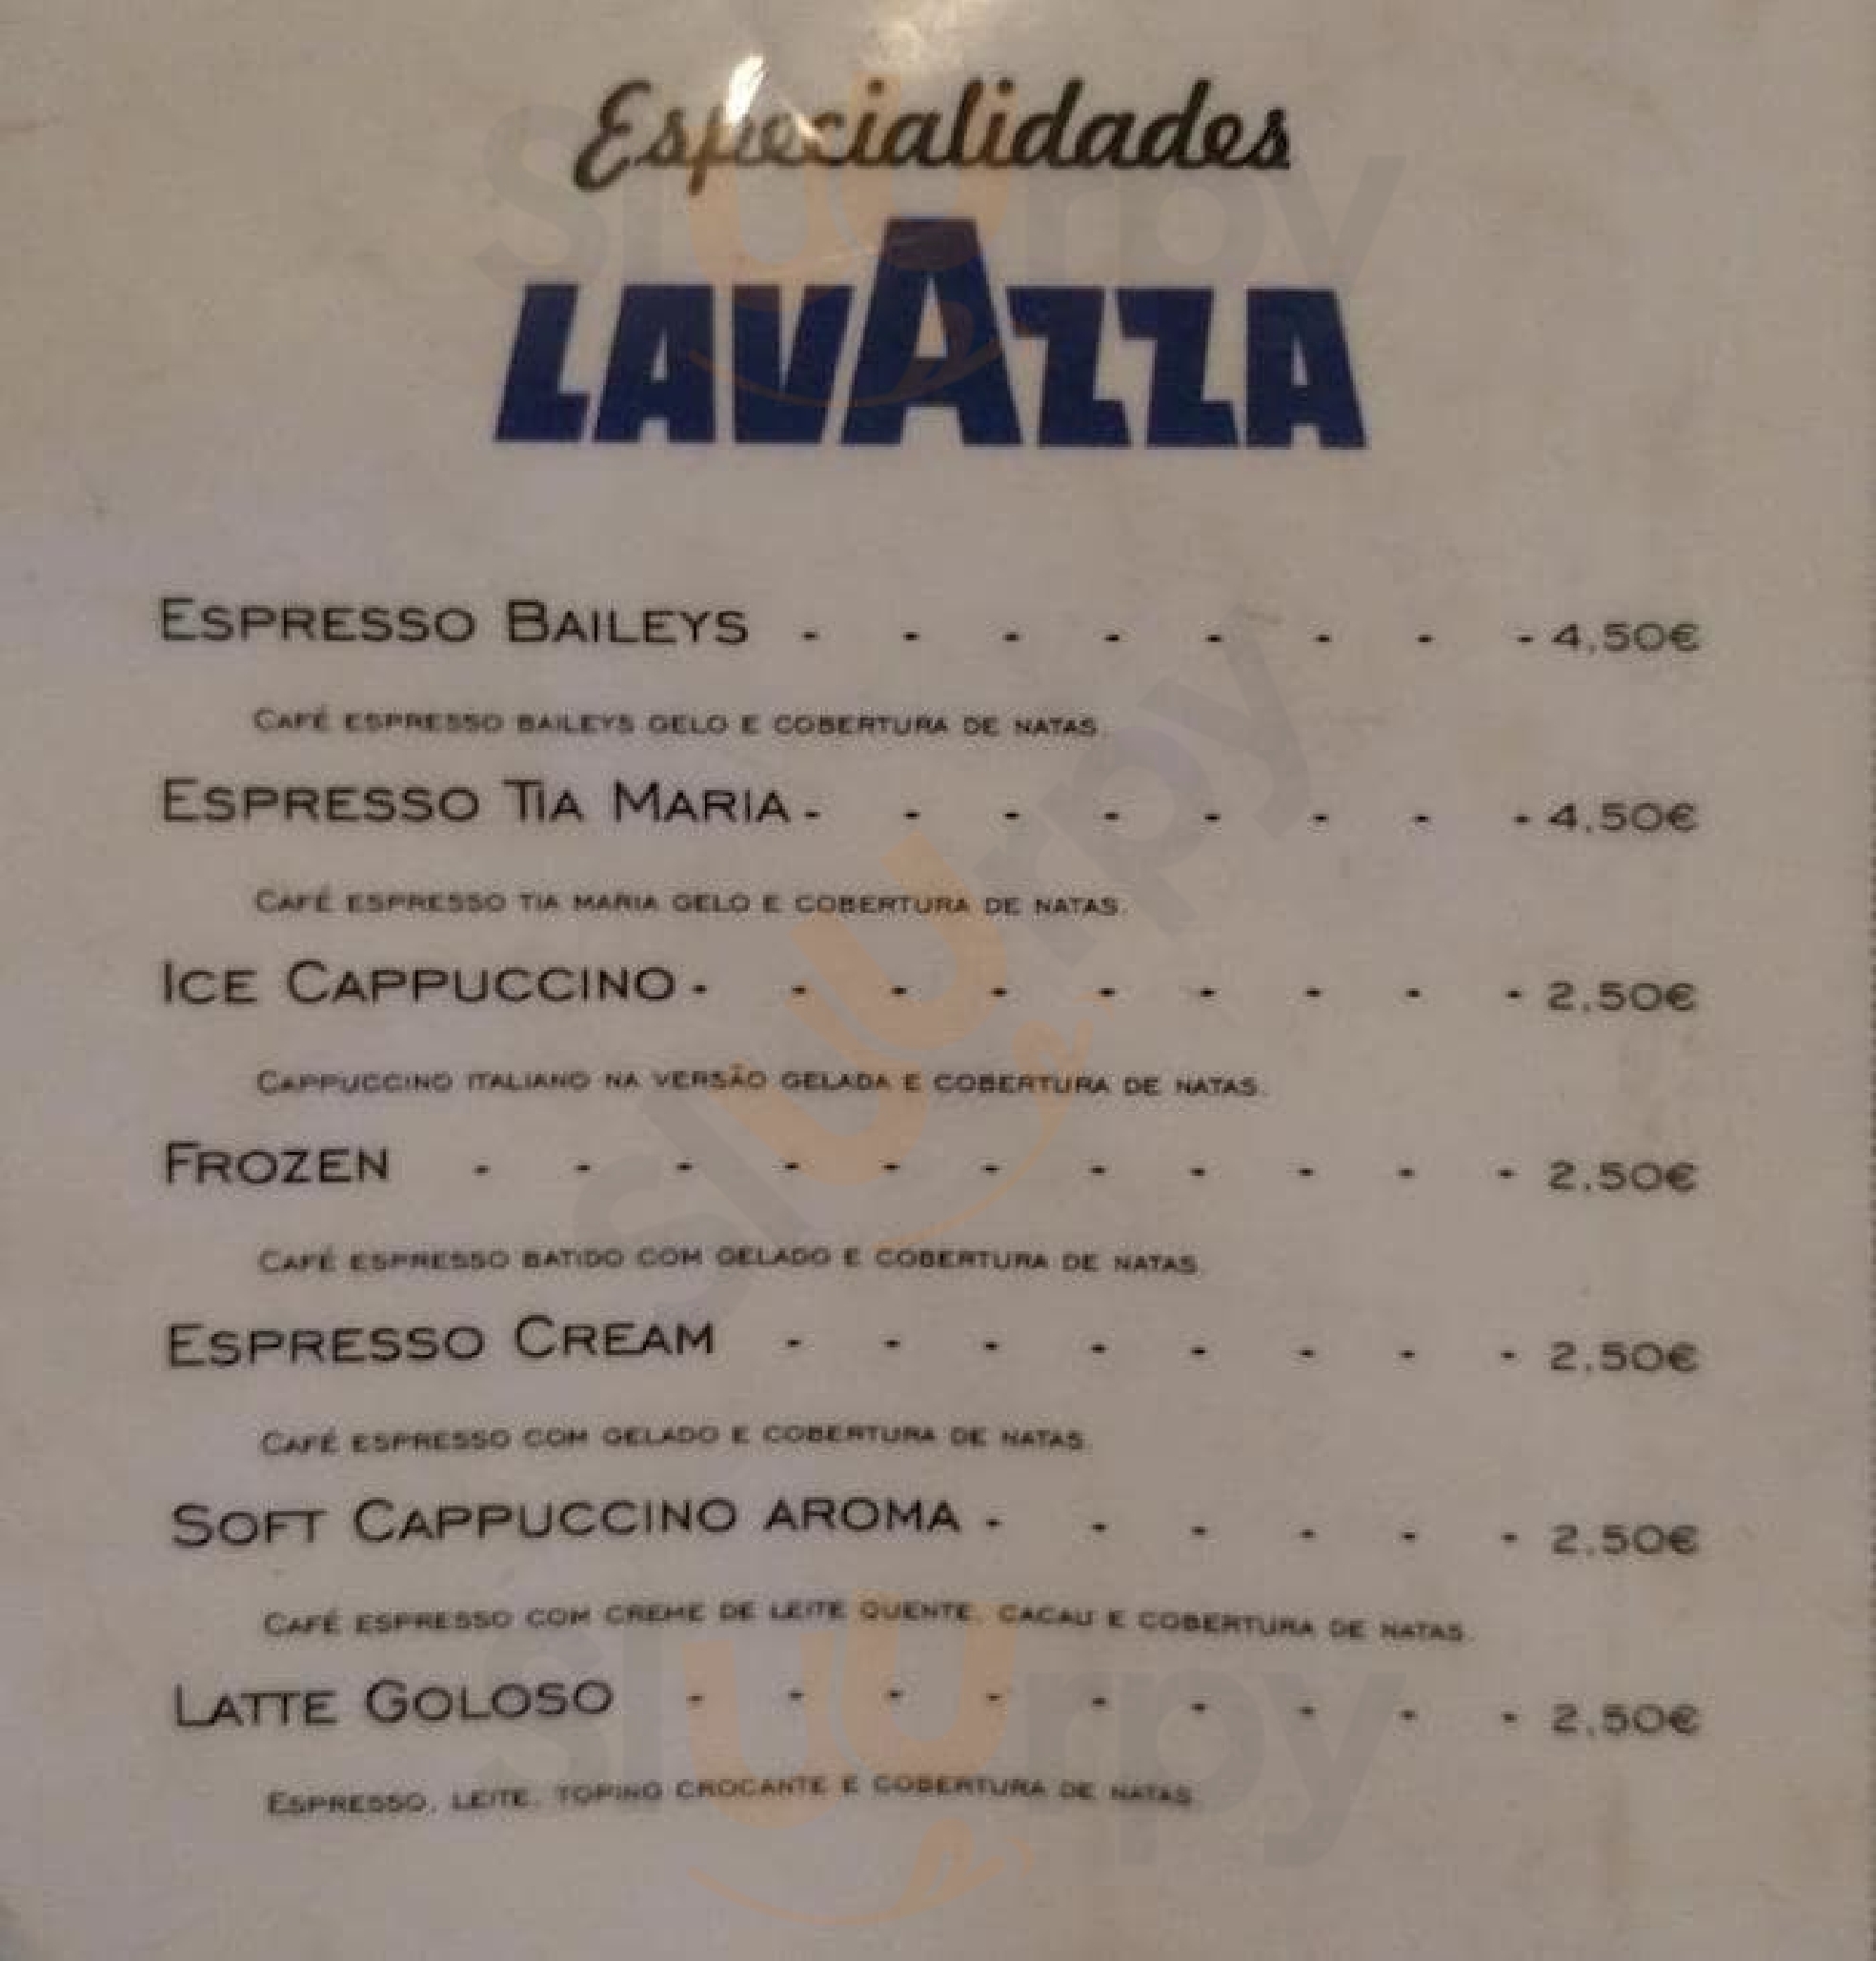 Especialidades
LAVAZZA
ESPRESSO BAILEYS - - - - - - - - 4,50€
CAFÉ ESPRESSO BAILEYS GELO E COBERTURA DE NATAS.
ESPRESSO TIA MARIA - - - - - - - - 4,50€
CAFÉ ESPRESSO TIA MARIA GELO E COBERTURA DE NATAS.
ICE CAPPUCCINO - - - - - - - - - 2,50€
CAPPUCCINO ITALIANO NA VERSÃO GELADA E COBERTURA DE NATAS.
FROZEN - - - - - - - - - - - 2,50€
CAFÉ ESPRESSO BATIDO COM GELADO E COBERTURA DE NATAS.
ESPRESSO CREAM - - - - - - - - 2,50€
CAFÉ ESPRESSO COM GELADO E COBERTURA DE NATAS.
SOFT CAPPUCCINO AROMA - - - - - - 2,50€
CAFÉ ESPRESSO COM CREME DE LEITE QUENTE, CACAU E COBERTURA DE NATAS.
LATTE GOLOSO - - - - - - - - - 2,50€
ESPRESSO, LEITE, TOPING CROCANTE E COBERTURA DE NATAS.
sluurpy
sluurpy
sluurpy